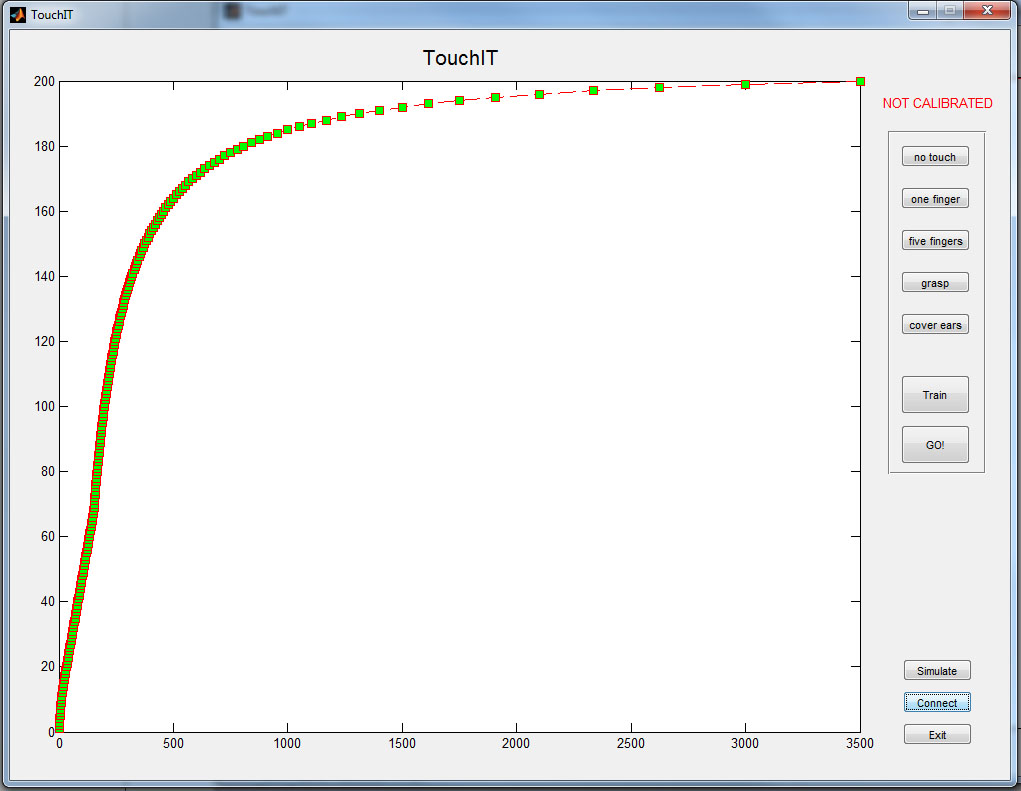 TouchIT
TouchIT
200
180
160
140
120
100
80
60
40
20
0
0 500 1000 1500 2000 2500 3000 3500
NOT CALIBRATED
no touch
one finger
five fingers
grasp
cover ears
Train
GO!
Simulate
Connect
Exit